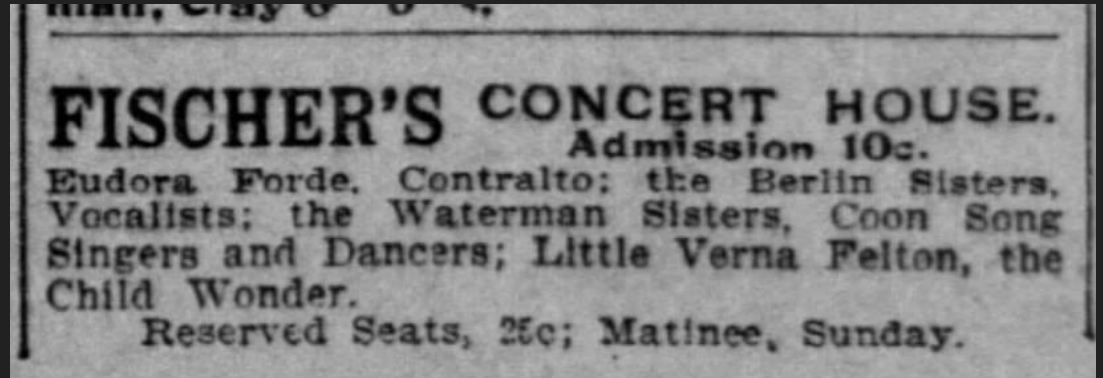 FISCHER'S CONCERT HOUSE.
Admission 10c.
Eudora Forde, Contralto; the Berlin Sisters,
Vocalists; the Waterman Sisters, Coon Song
Singers and Dancers; Little Verna Felton, the
Child Wonder.
Reserved Seats, 25c; Matinee, Sunday.